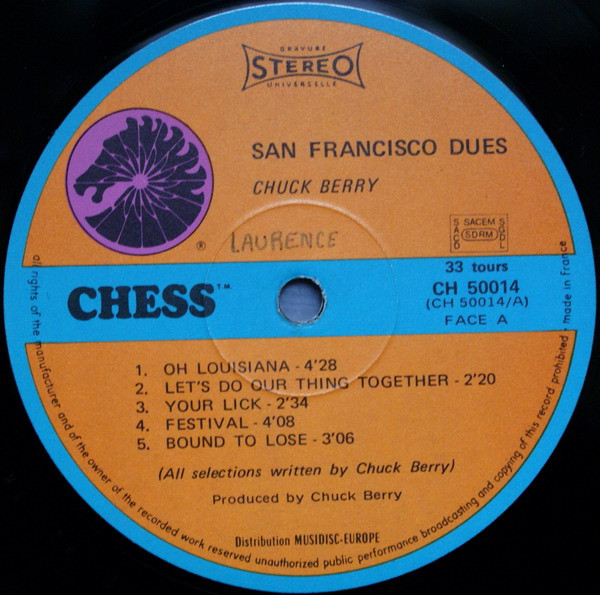 GRAVURE
STEREO
UNIVERSELLE
SAN FRANCISCO DUES
CHUCK BERRY
®
LAURENCE
SACEM
SACD
SDRM
SGDL
33 tours
CHESS T.M.
CH 50014
(CH 50014/A)
FACE A
1. OH LOUISIANA - 4'28
2. LET'S DO OUR THING TOGETHER - 2'20
3. YOUR LICK - 2'34
4. FESTIVAL - 4'08
5. BOUND TO LOSE - 3'06
(All selections written by Chuck Berry)
Produced by Chuck Berry
Distribution MUSIDISC-EUROPE
all rights of the manufacturer and of the owner of the recorded work reserved unauthorized public performance broadcasting and copying of this record prohibited - made in france